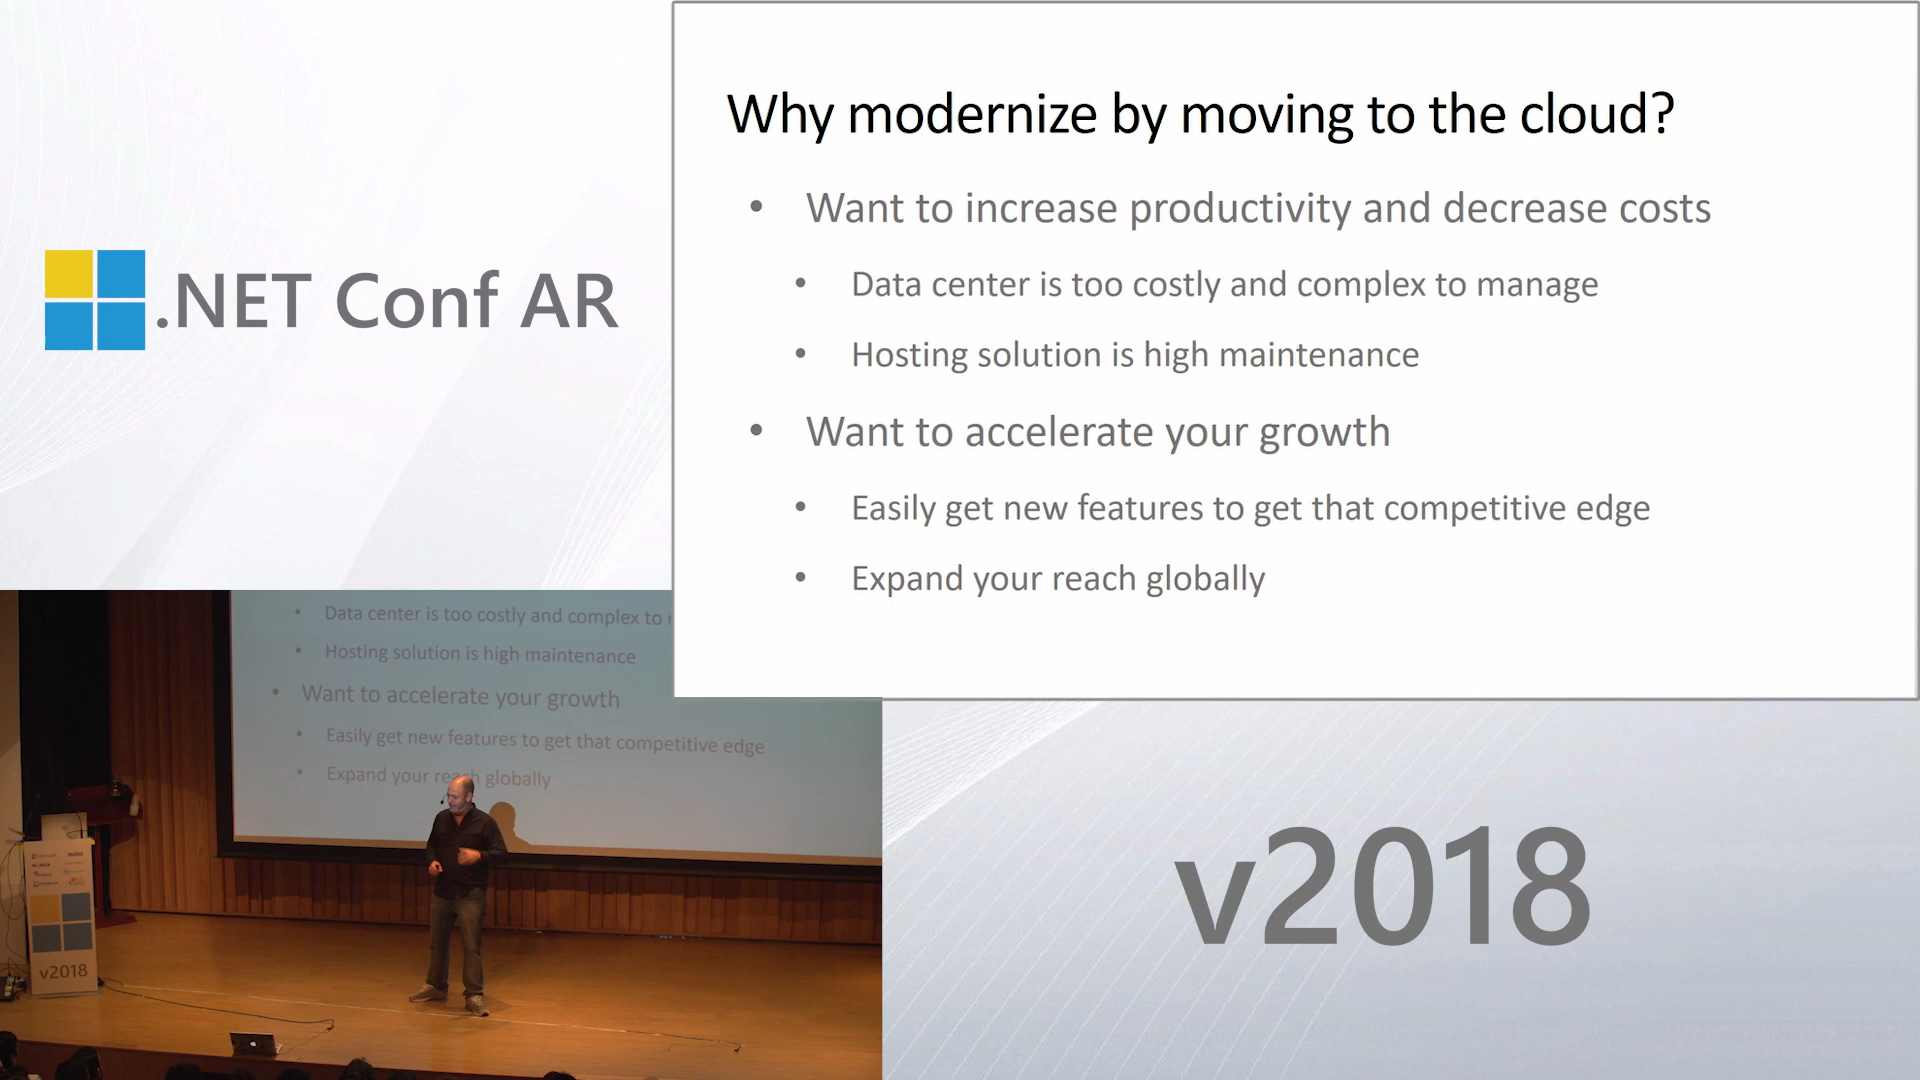 Why modernize by moving to the cloud?
• Want to increase productivity and decrease costs
• Data center is too costly and complex to manage
• Hosting solution is high maintenance
• Want to accelerate your growth
• Easily get new features to get that competitive edge
• Expand your reach globally
.NET Conf AR
• Data center is too costly and complex to
• Hosting solution is high maintenance
• Want to accelerate your growth
• Easily get new features to get that competitive edge
• Expand your reach globally
v2018
v2018